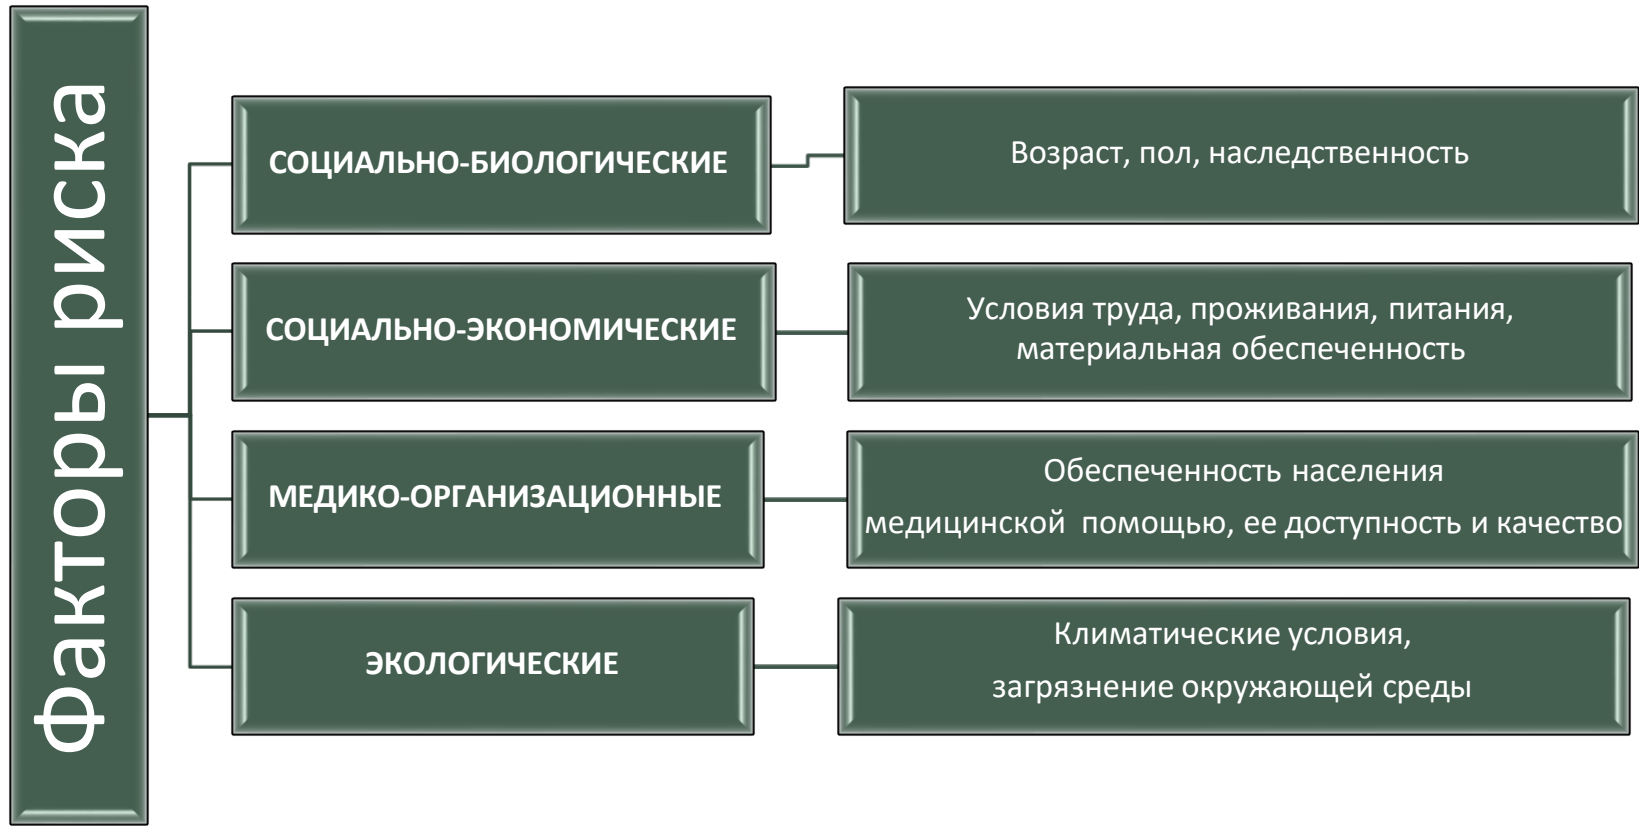 Факторы риска
СОЦИАЛЬНО-БИОЛОГИЧЕСКИЕ
Возраст, пол, наследственность
СОЦИАЛЬНО-ЭКОНОМИЧЕСКИЕ
Условия труда, проживания, питания,
материальная обеспеченность
МЕДИКО-ОРГАНИЗАЦИОННЫЕ
Обеспеченность населения
медицинской помощью, ее доступность и качество
ЭКОЛОГИЧЕСКИЕ
Климатические условия,
загрязнение окружающей среды